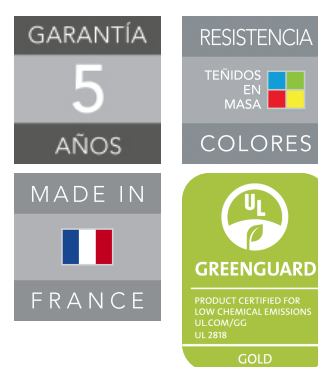 GARANTÍA
5
AÑOS
RESISTENCIA
TEÑIDOS
EN
MASA
COLORES
MADE IN
FRANCE
UL
GREENGUARD
PRODUCT CERTIFIED FOR
LOW CHEMICAL EMISSIONS
UL.COM/GG
UL 2818
GOLD